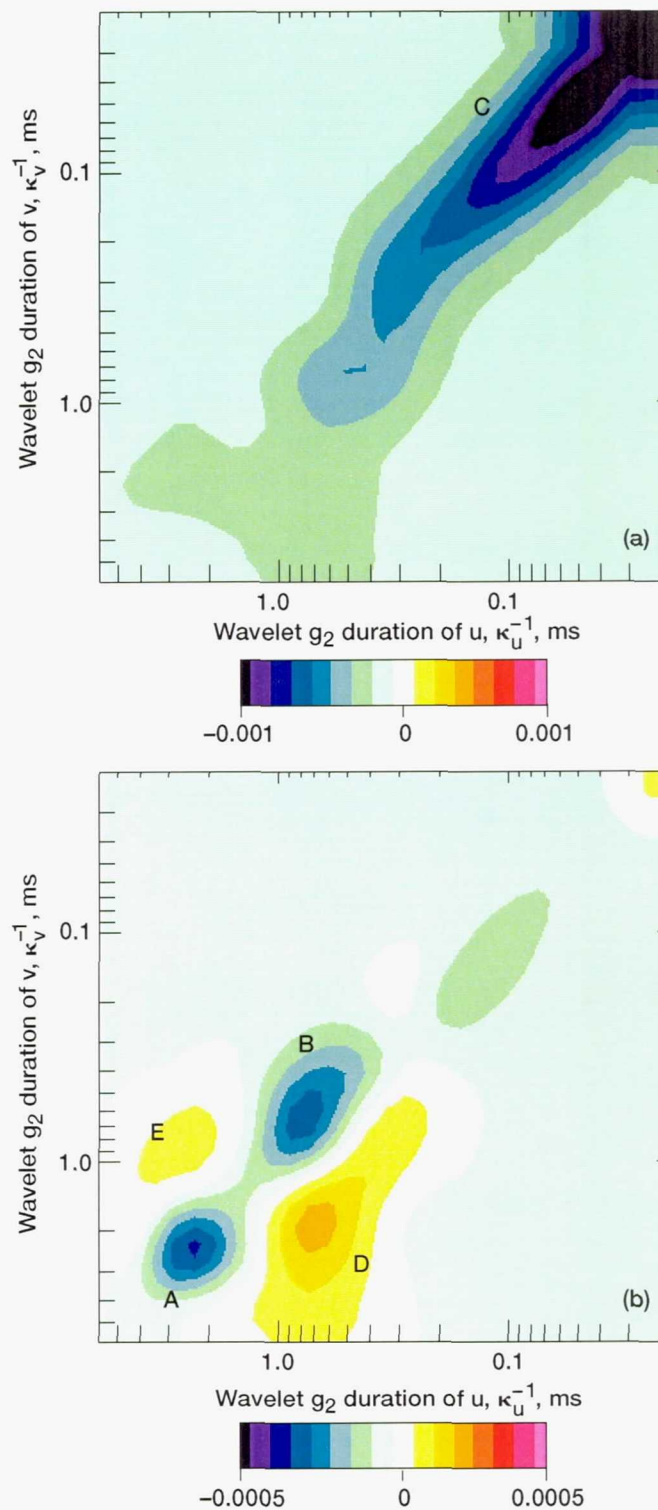 C
Wavelet g₂ duration of v, κᵥ⁻¹, ms
0.1
1.0
(a)
1.0
0.1
Wavelet g₂ duration of u, κᵤ⁻¹, ms
−0.001
0
0.001
Wavelet g₂ duration of v, κᵥ⁻¹, ms
0.1
B
E
1.0
D
A
(b)
1.0
0.1
Wavelet g₂ duration of u, κᵤ⁻¹, ms
−0.0005
0
0.0005